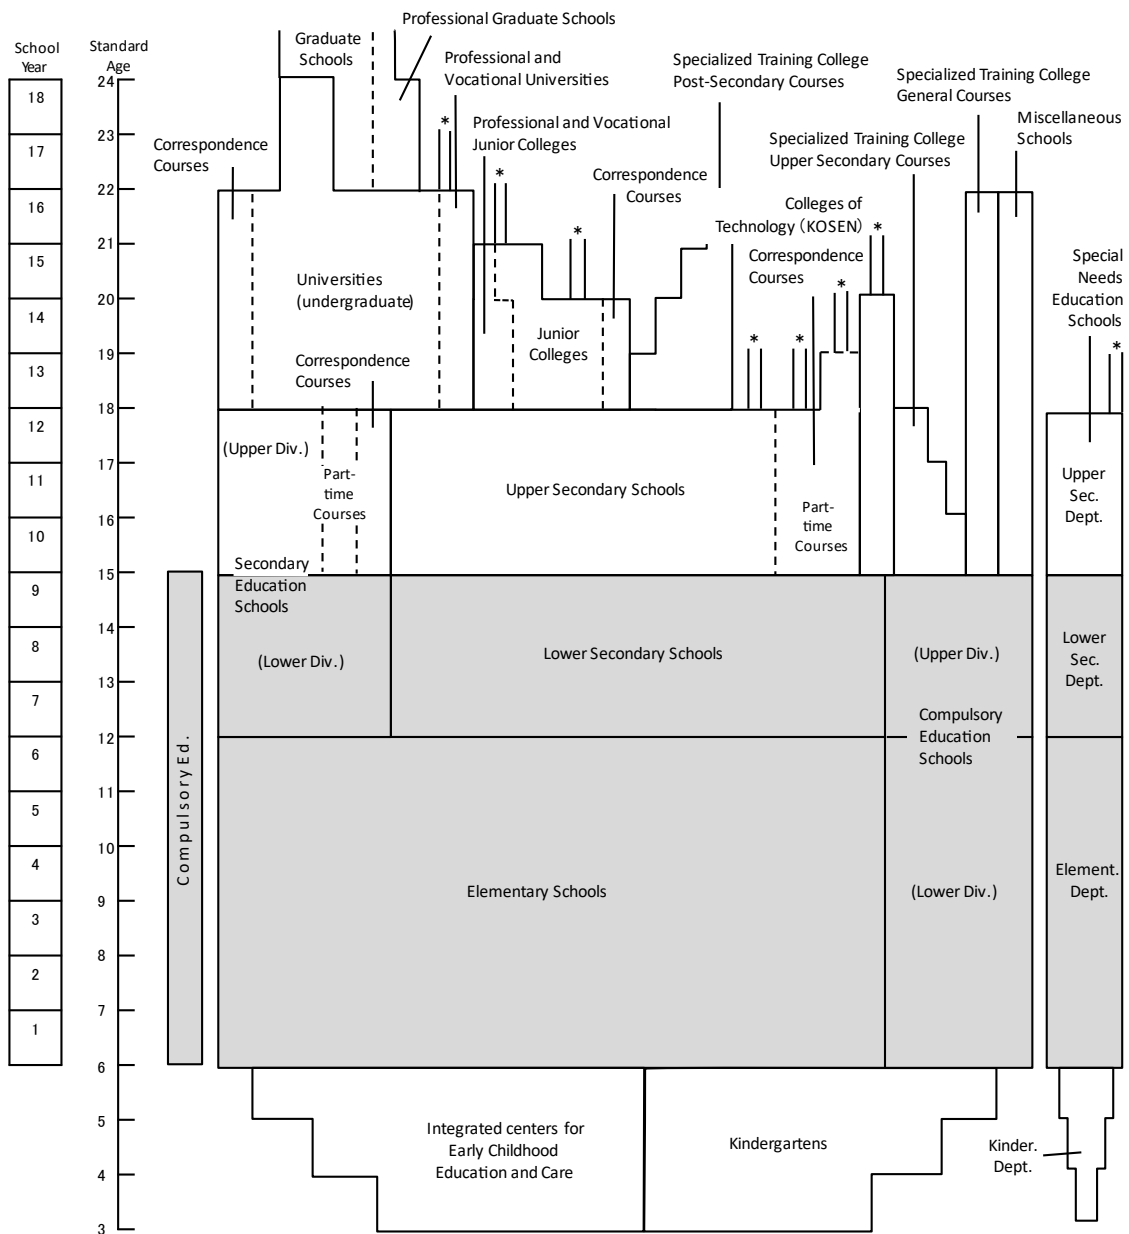 School
Year
Standard
Age
Professional Graduate Schools
Graduate
Schools
Professional and
Vocational Universities
Specialized Training College
Post-Secondary Courses
Specialized Training College
General Courses
Miscellaneous
Schools
Correspondence
Courses
*
Professional and Vocational
Junior Colleges
Specialized Training College
Upper Secondary Courses
*
Correspondence
Courses
Colleges of
Technology (KOSEN)
*
*
Correspondence
Courses
*
Special
Needs
Education
Schools
Universities
(undergraduate)
Junior
Colleges
Correspondence
Courses
*
*
*
24
18
23
17
22
16
21
15
20
14
19
13
18
12
17
11
16
10
15
9
14
8
13
7
12
6
11
5
10
4
9
3
8
2
7
1
6
5
4
3
(Upper Div.)
Part-
time
Courses
Upper Secondary Schools
Part-
time
Courses
Upper
Sec.
Dept.
Secondary
Education
Schools
(Lower Div.)
Lower Secondary Schools
(Upper Div.)
Lower
Sec.
Dept.
Compulsory
Education
Schools
Compulsory Ed.
Elementary Schools
(Lower Div.)
Element.
Dept.
Integrated centers for
Early Childhood
Education and Care
Kindergartens
Kinder.
Dept.